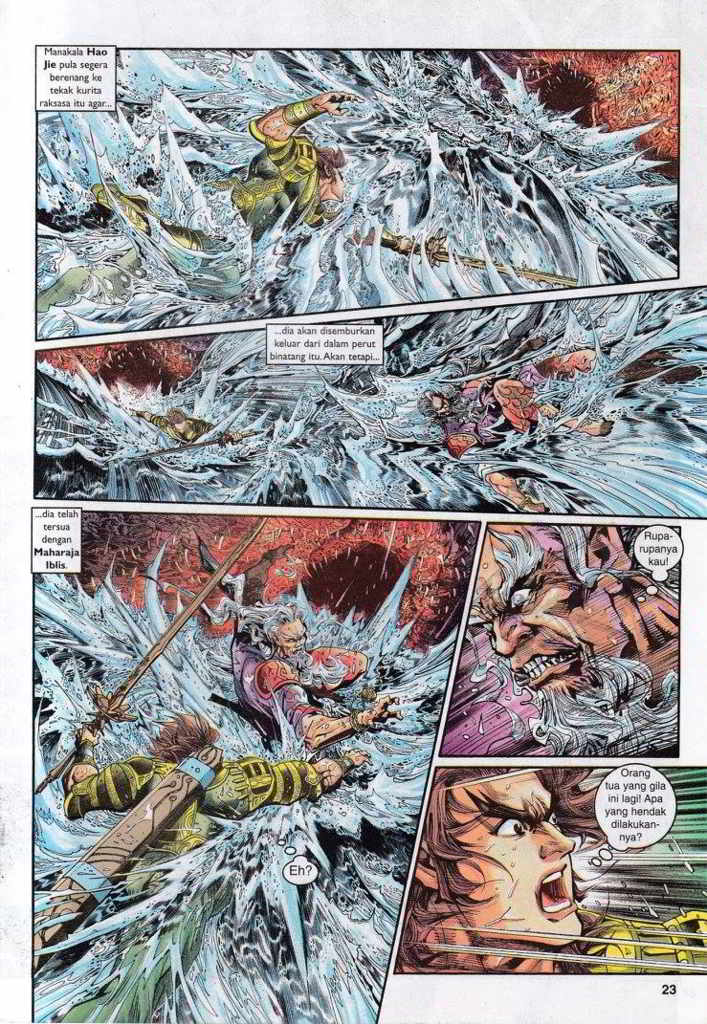 Manakala Hao
Jie pula segera
berenang ke
tekak kurita
raksasa itu agar...
...dia akan disemburkan
keluar dari dalam perut
binatang itu. Akan tetapi...
...dia telah
tersua
dengan
Maharaja
Iblis.
Eh?
Rupa-
rupanya
kau!
Orang
tua yang gila
ini lagi! Apa
yang hendak
dilakukan-
nya?
23